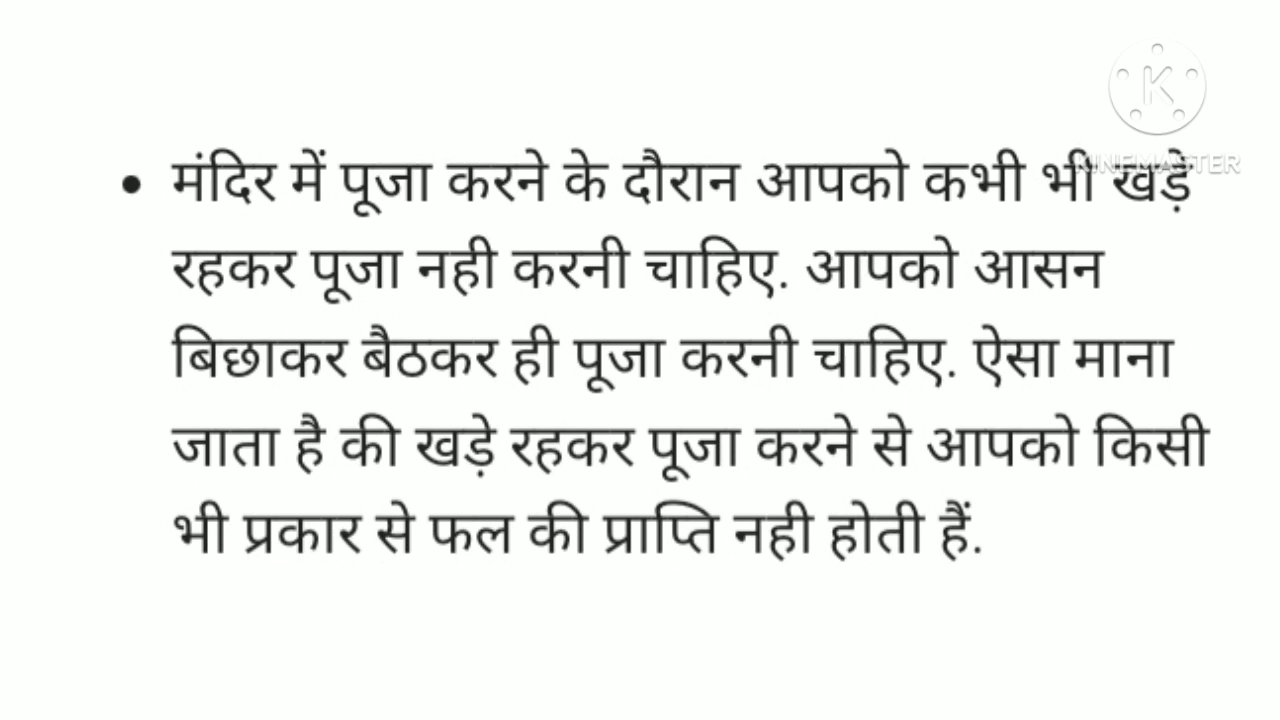 KINEMASTER
• मंदिर में पूजा करने के दौरान आपको कभी भी खड़े
रहकर पूजा नही करनी चाहिए. आपको आसन
बिछाकर बैठकर ही पूजा करनी चाहिए. ऐसा माना
जाता है की खड़े रहकर पूजा करने से आपको किसी
भी प्रकार से फल की प्राप्ति नही होती हैं.